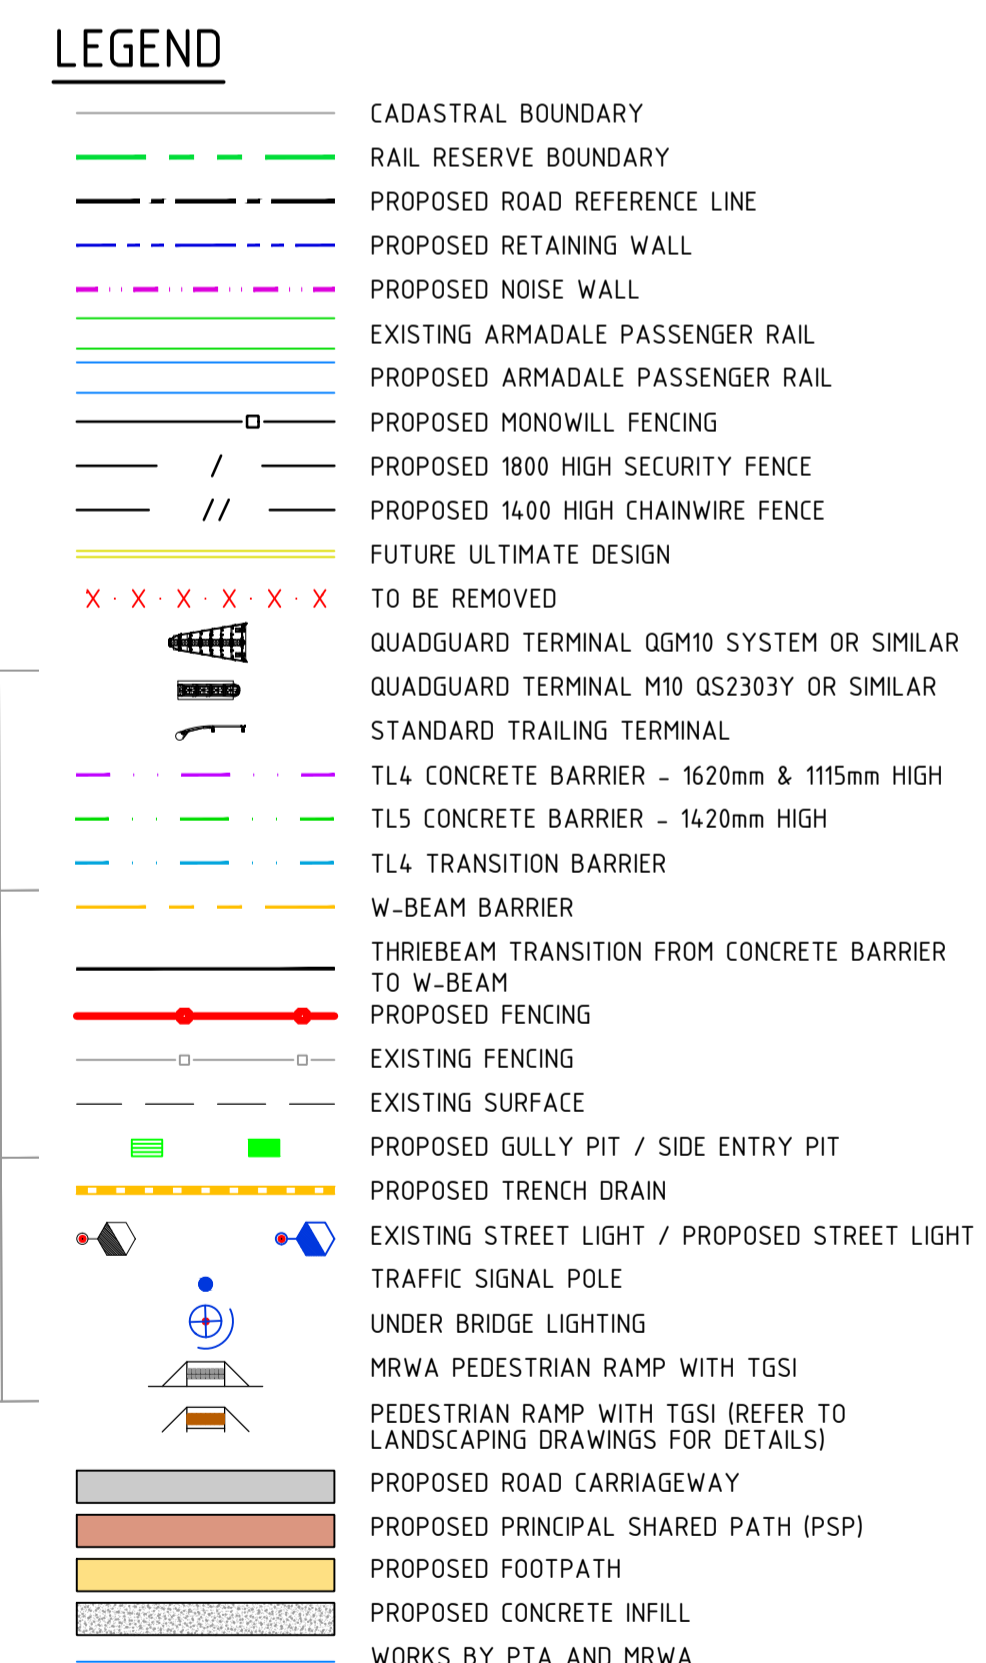 LEGEND
CADASTRAL BOUNDARY
RAIL RESERVE BOUNDARY
PROPOSED ROAD REFERENCE LINE
PROPOSED RETAINING WALL
PROPOSED NOISE WALL
EXISTING ARMADALE PASSENGER RAIL
PROPOSED ARMADALE PASSENGER RAIL
PROPOSED MONOWILL FENCING
PROPOSED 1800 HIGH SECURITY FENCE
PROPOSED 1400 HIGH CHAINWIRE FENCE
FUTURE ULTIMATE DESIGN
TO BE REMOVED
QUADGUARD TERMINAL QGM10 SYSTEM OR SIMILAR
QUADGUARD TERMINAL M10 QS2303Y OR SIMILAR
STANDARD TRAILING TERMINAL
TL4 CONCRETE BARRIER - 1620mm & 1115mm HIGH
TL5 CONCRETE BARRIER - 1420mm HIGH
TL4 TRANSITION BARRIER
W-BEAM BARRIER
THRIEBEAM TRANSITION FROM CONCRETE BARRIER
TO W-BEAM
PROPOSED FENCING
EXISTING FENCING
EXISTING SURFACE
PROPOSED GULLY PIT / SIDE ENTRY PIT
PROPOSED TRENCH DRAIN
EXISTING STREET LIGHT / PROPOSED STREET LIGHT
TRAFFIC SIGNAL POLE
UNDER BRIDGE LIGHTING
MRWA PEDESTRIAN RAMP WITH TGSI
PEDESTRIAN RAMP WITH TGSI (REFER TO
LANDSCAPING DRAWINGS FOR DETAILS)
PROPOSED ROAD CARRIAGEWAY
PROPOSED PRINCIPAL SHARED PATH (PSP)
PROPOSED FOOTPATH
PROPOSED CONCRETE INFILL
WORKS BY PTA AND MRWA